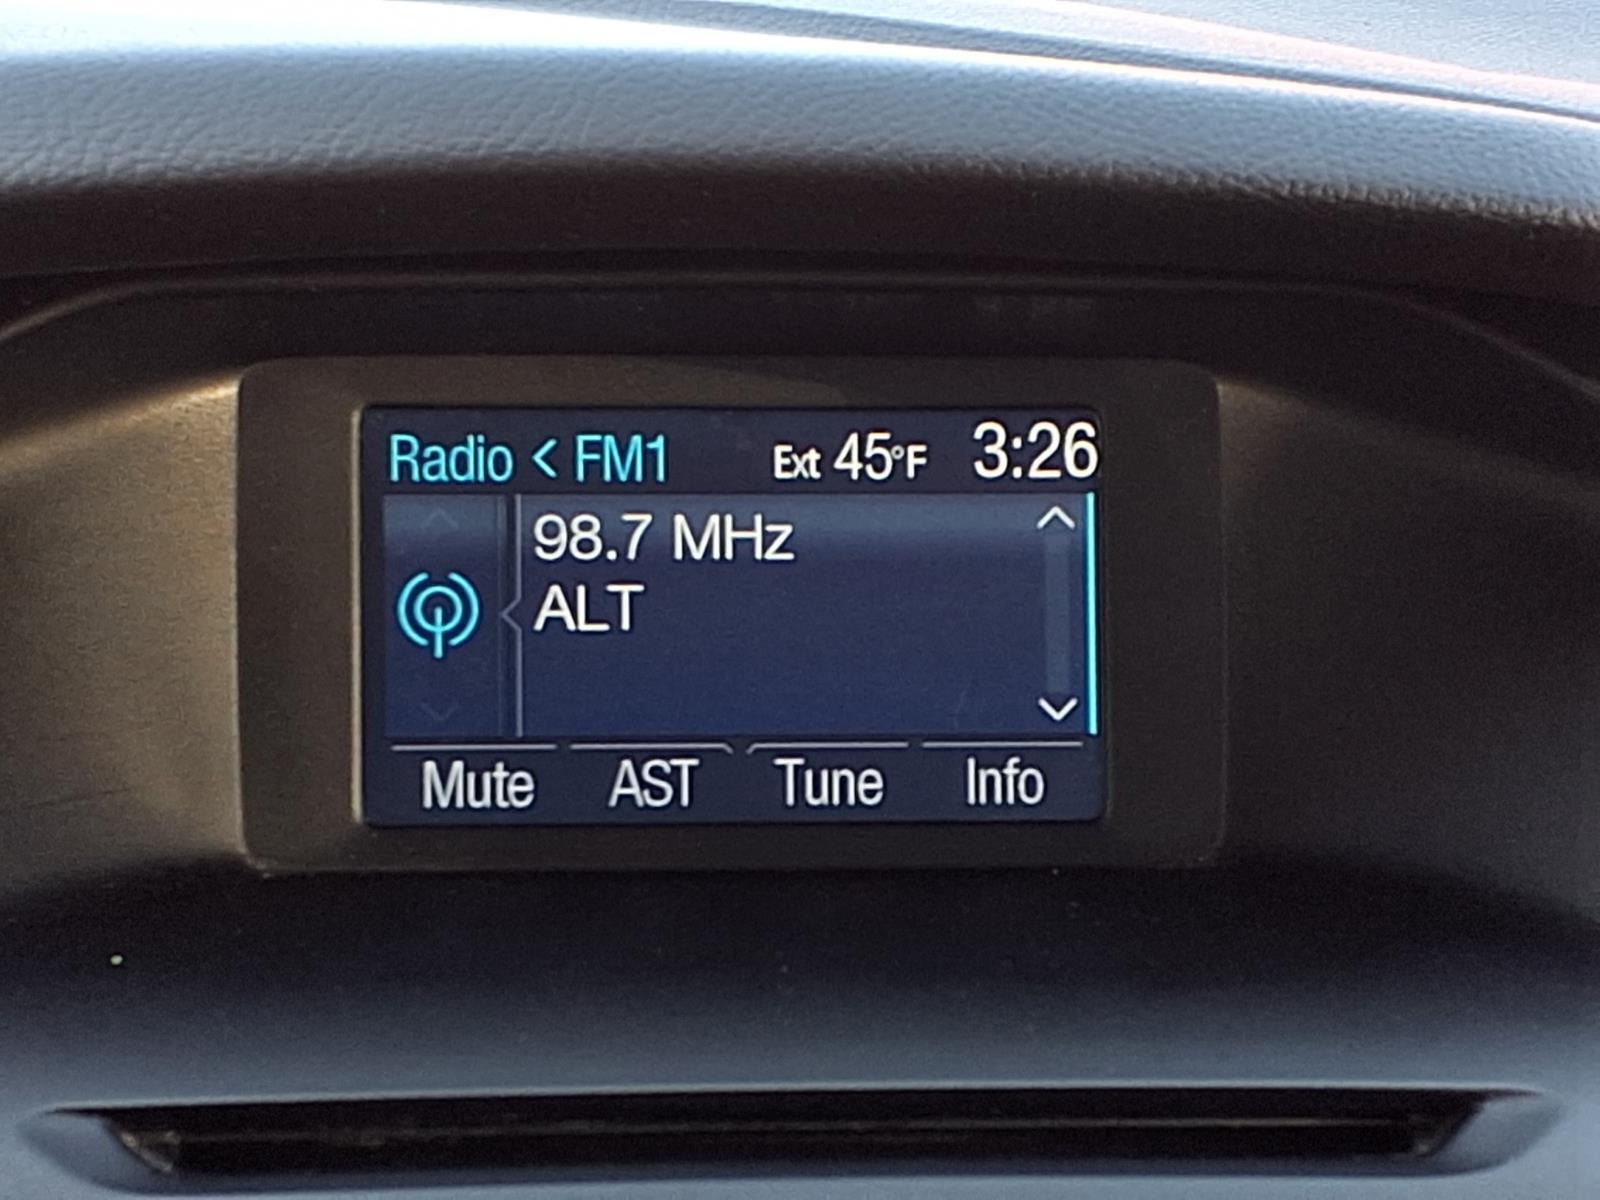 Radio < FM1 Ext 45°F 3:26
98.7 MHz
ALT
Mute AST Tune Info